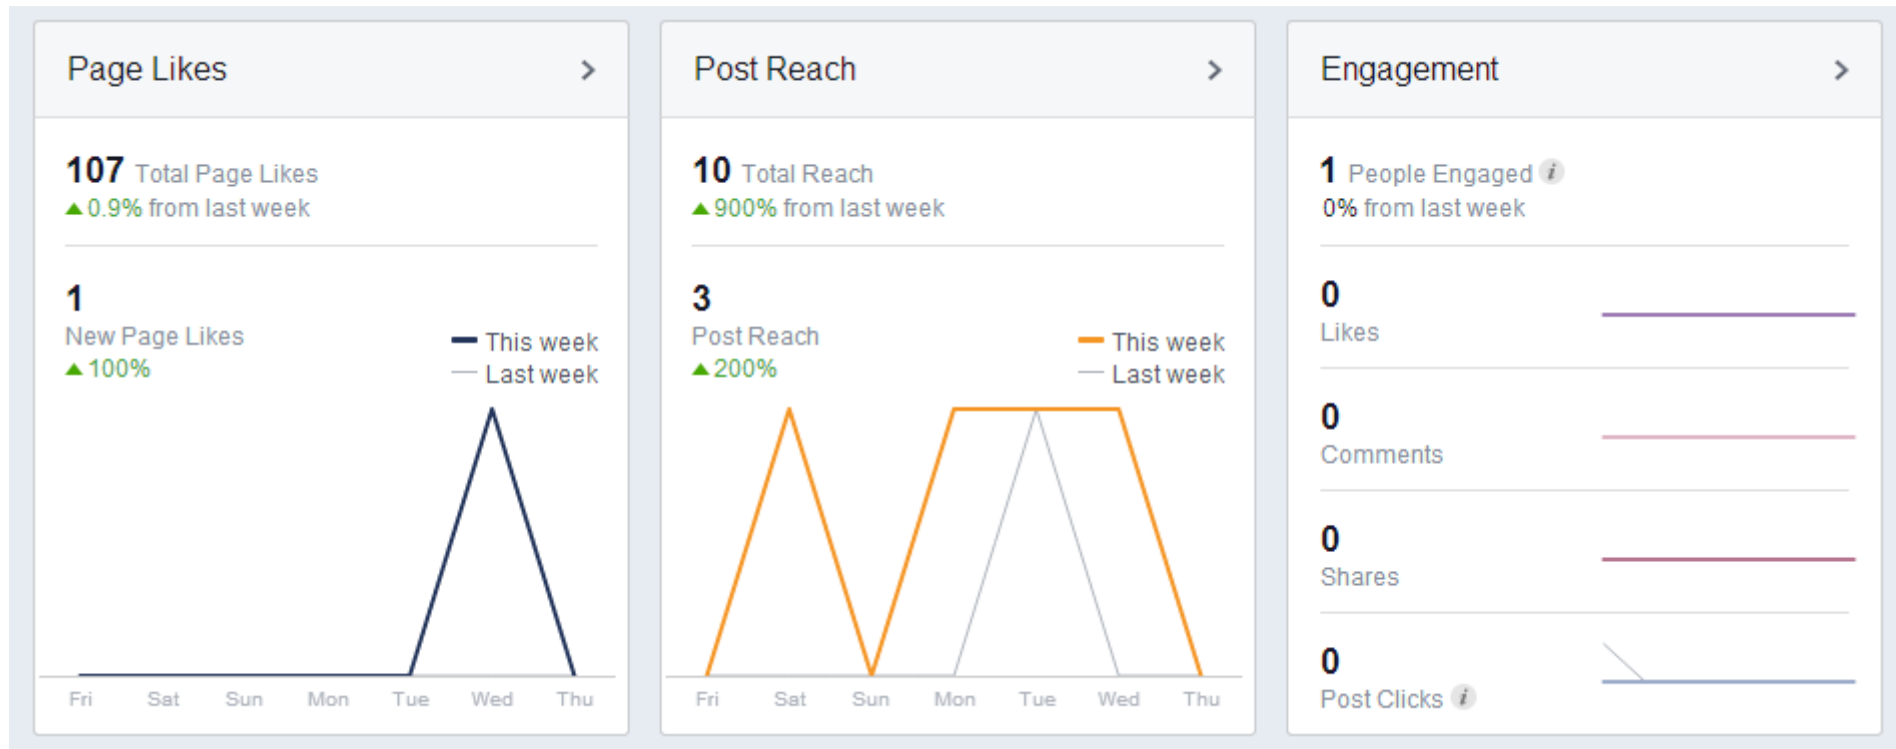 Page Likes
107 Total Page Likes
0.9% from last week
1
New Page Likes
100%
This week
Last week
Fri Sat Sun Mon Tue Wed Thu
Post Reach
10 Total Reach
900% from last week
3
Post Reach
200%
This week
Last week
Fri Sat Sun Mon Tue Wed Thu
Engagement
1 People Engaged i
0% from last week
0
Likes
0
Comments
0
Shares
0
Post Clicks i